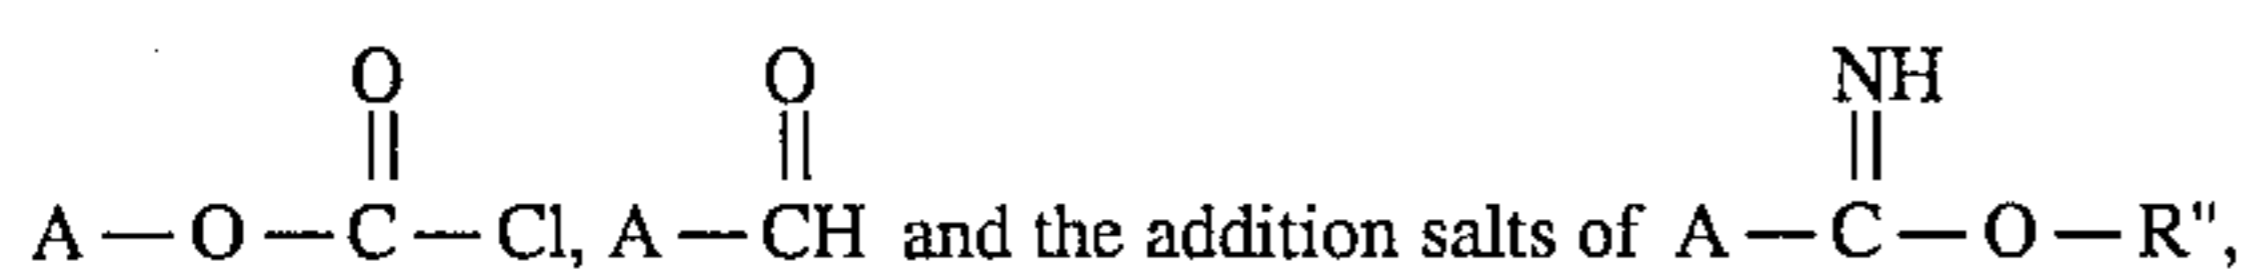 O O NH
A—O—C—Cl, A—CH and the addition salts of A—C—O—R",